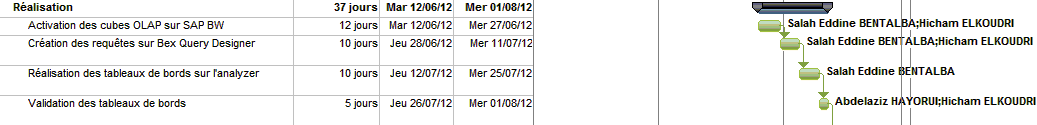 Réalisation 37 jours Mar 12/06/12 Mer 01/08/12
Activation des cubes OLAP sur SAP BW 12 jours Mar 12/06/12 Mer 27/06/12 Salah Eddine BENTALBA;Hicham ELKOUDRI
Création des requêtes sur Bex Query Designer 10 jours Jeu 28/06/12 Mer 11/07/12 Salah Eddine BENTALBA;Hicham ELKOUDRI
Réalisation des tableaux de bords sur l'analyzer 10 jours Jeu 12/07/12 Mer 25/07/12 Salah Eddine BENTALBA
Validation des tableaux de bords 5 jours Jeu 26/07/12 Mer 01/08/12 Abdelaziz HAYORUI;Hicham ELKOUDRI